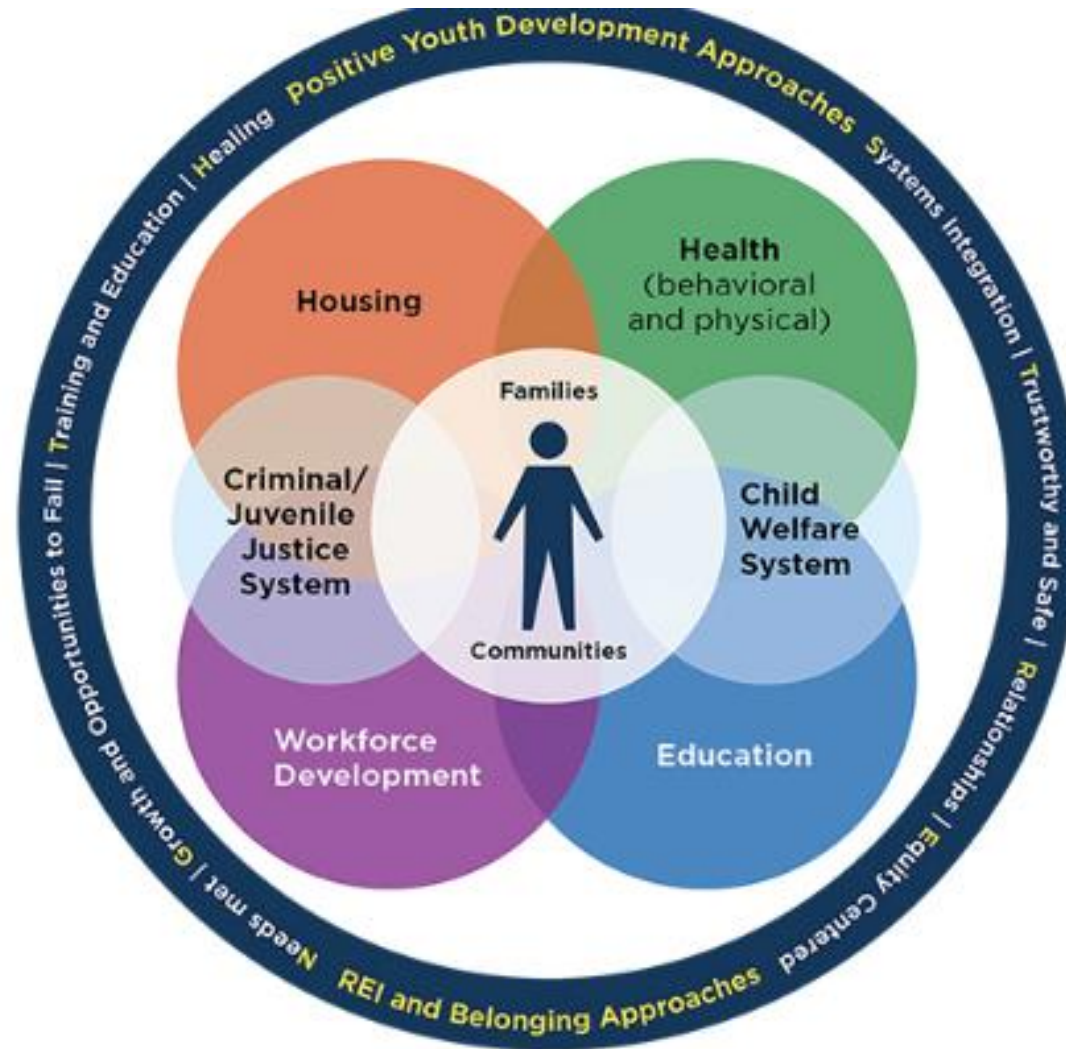 Positive Youth Development Approaches
Systems Integration | Trustworthy and Safe | Relationships | Equity Centered
REI and Belonging Approaches
Needs met | Growth and Opportunities to Fail | Training and Education | Healing
Housing
Health
(behavioral
and physical)
Families
Criminal/
Juvenile
Justice
System
Child
Welfare
System
Communities
Workforce
Development
Education